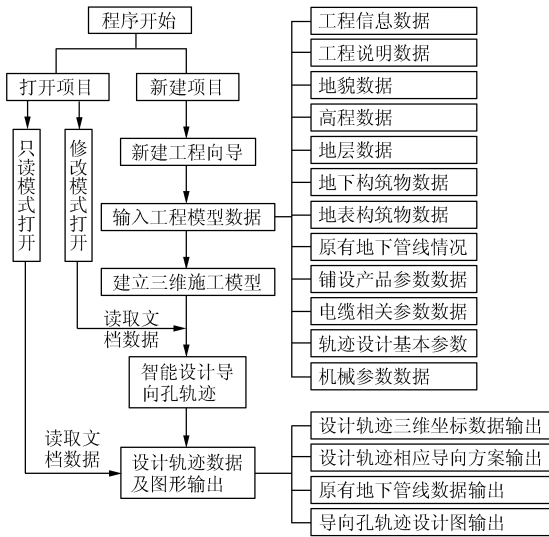 程序开始
打开项目
新建项目
只读模式打开
修改模式打开
新建工程向导
输入工程模型数据
建立三维施工模型
读取文
档数据
智能设计导
向孔轨迹
读取文
档数据
设计轨迹数据
及图形输出
工程信息数据
工程说明数据
地貌数据
高程数据
地层数据
地下构筑物数据
地表构筑物数据
原有地下管线情况
铺设产品参数数据
电缆相关参数数据
轨迹设计基本参数
机械参数数据
设计轨迹三维坐标数据输出
设计轨迹相应导向方案输出
原有地下管线数据输出
导向孔轨迹设计图输出